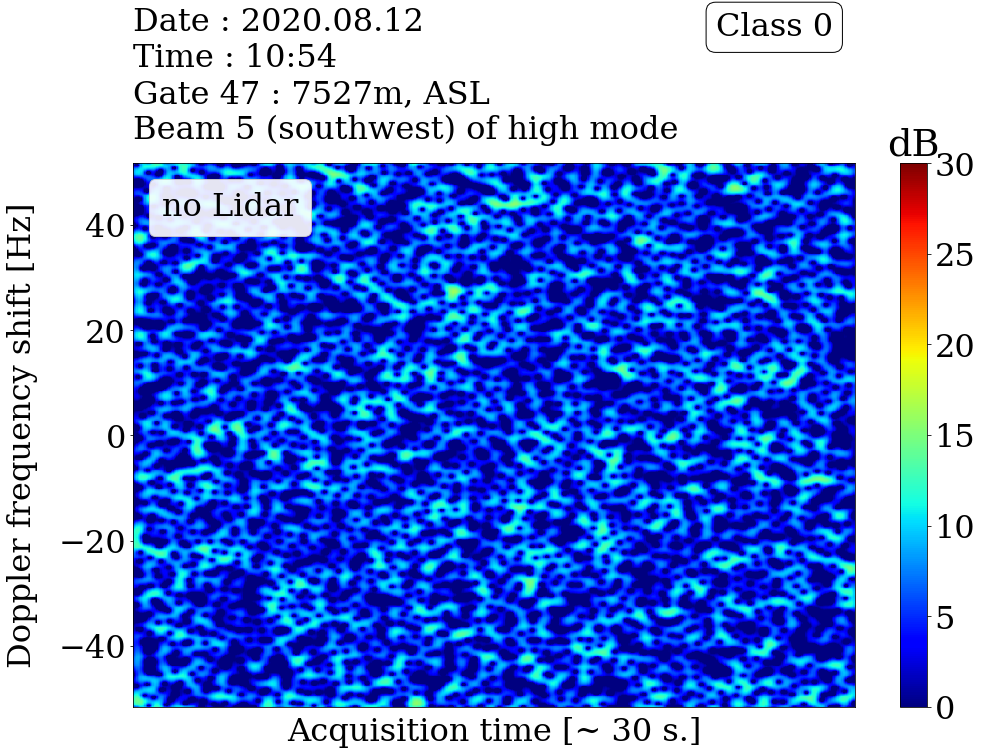 Date : 2020.08.12
Time : 10:54
Gate 47 : 7527m, ASL
Beam 5 (southwest) of high mode
Class 0
no Lidar
Doppler frequency shift [Hz]
40
20
0
−20
−40
Acquisition time [~ 30 s.]
dB
30
25
20
15
10
5
0